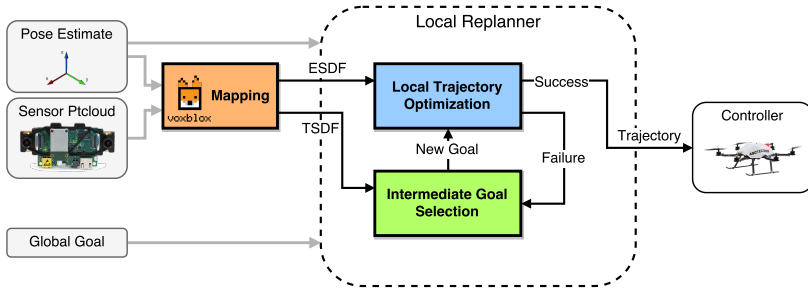 Local Replanner
Pose Estimate
Sensor Ptcloud
Global Goal
Mapping
voxblox
ESDF
TSDF
Local Trajectory
Optimization
New Goal
Intermediate Goal
Selection
Success
Failure
Trajectory
Controller